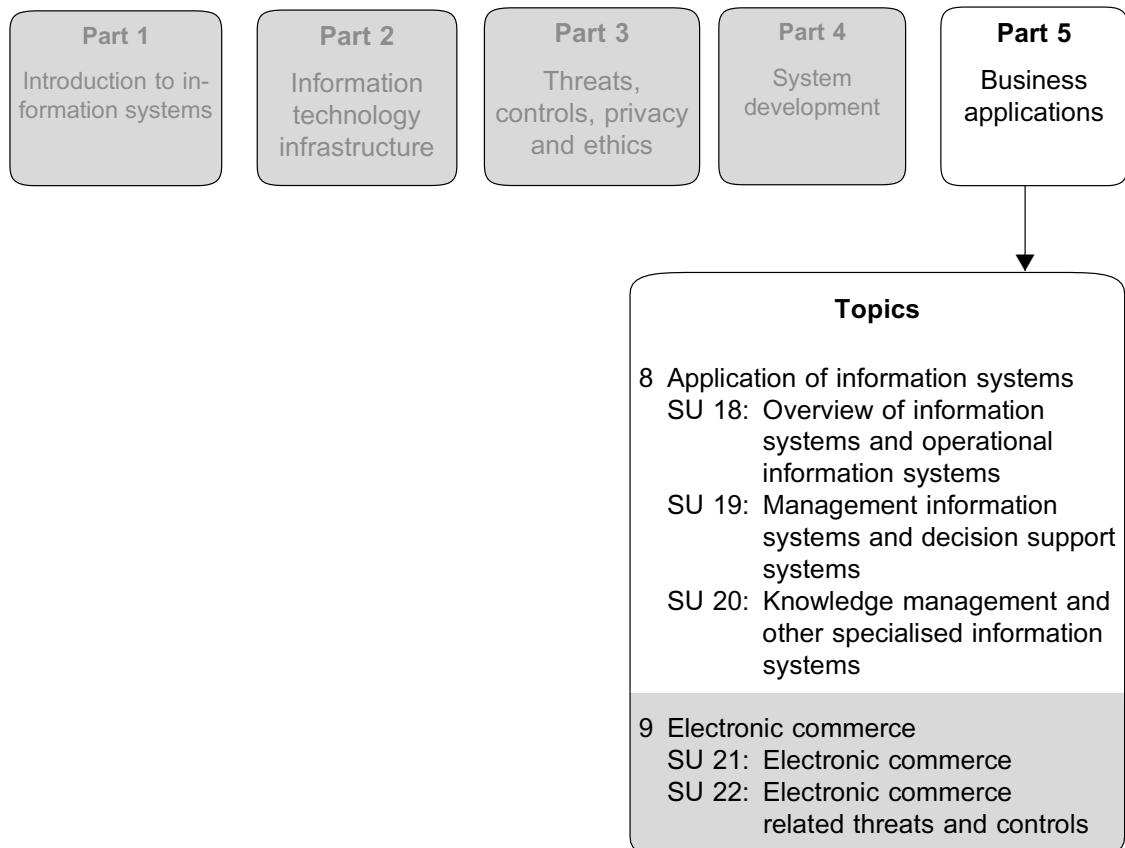 Part 1
Introduction to in-
formation systems
Part 2
Information
technology
infrastructure
Part 3
Threats,
controls, privacy
and ethics
Part 4
System
development
Part 5
Business
applications
Topics
8 Application of information systems
SU 18: Overview of information
systems and operational
information systems
SU 19: Management information
systems and decision support
systems
SU 20: Knowledge management and
other specialised information
systems
9 Electronic commerce
SU 21: Electronic commerce
SU 22: Electronic commerce
related threats and controls